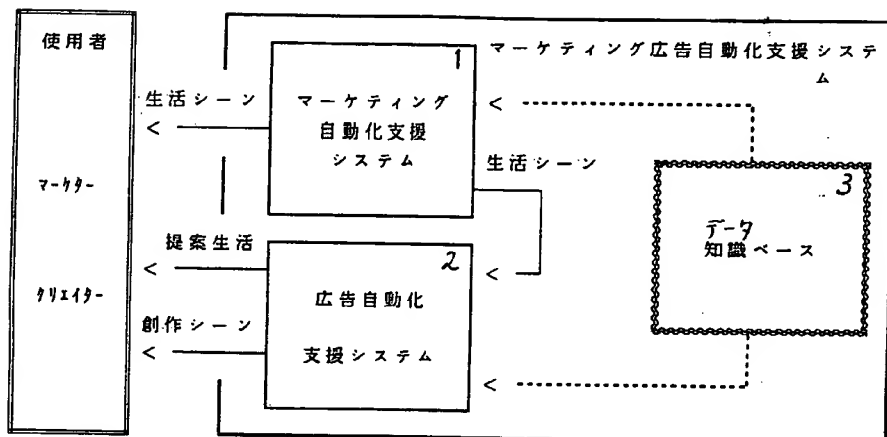 使用者
マーケター
クリエイター
マーケティング広告自動化支援システ
ム
1
マーケティング
自動化支援
システム
生活シーン
<
生活シーン
<
2
広告自動化
支援システム
提案生活
<
創作シーン
<
<
<
3
データ
知識ベース